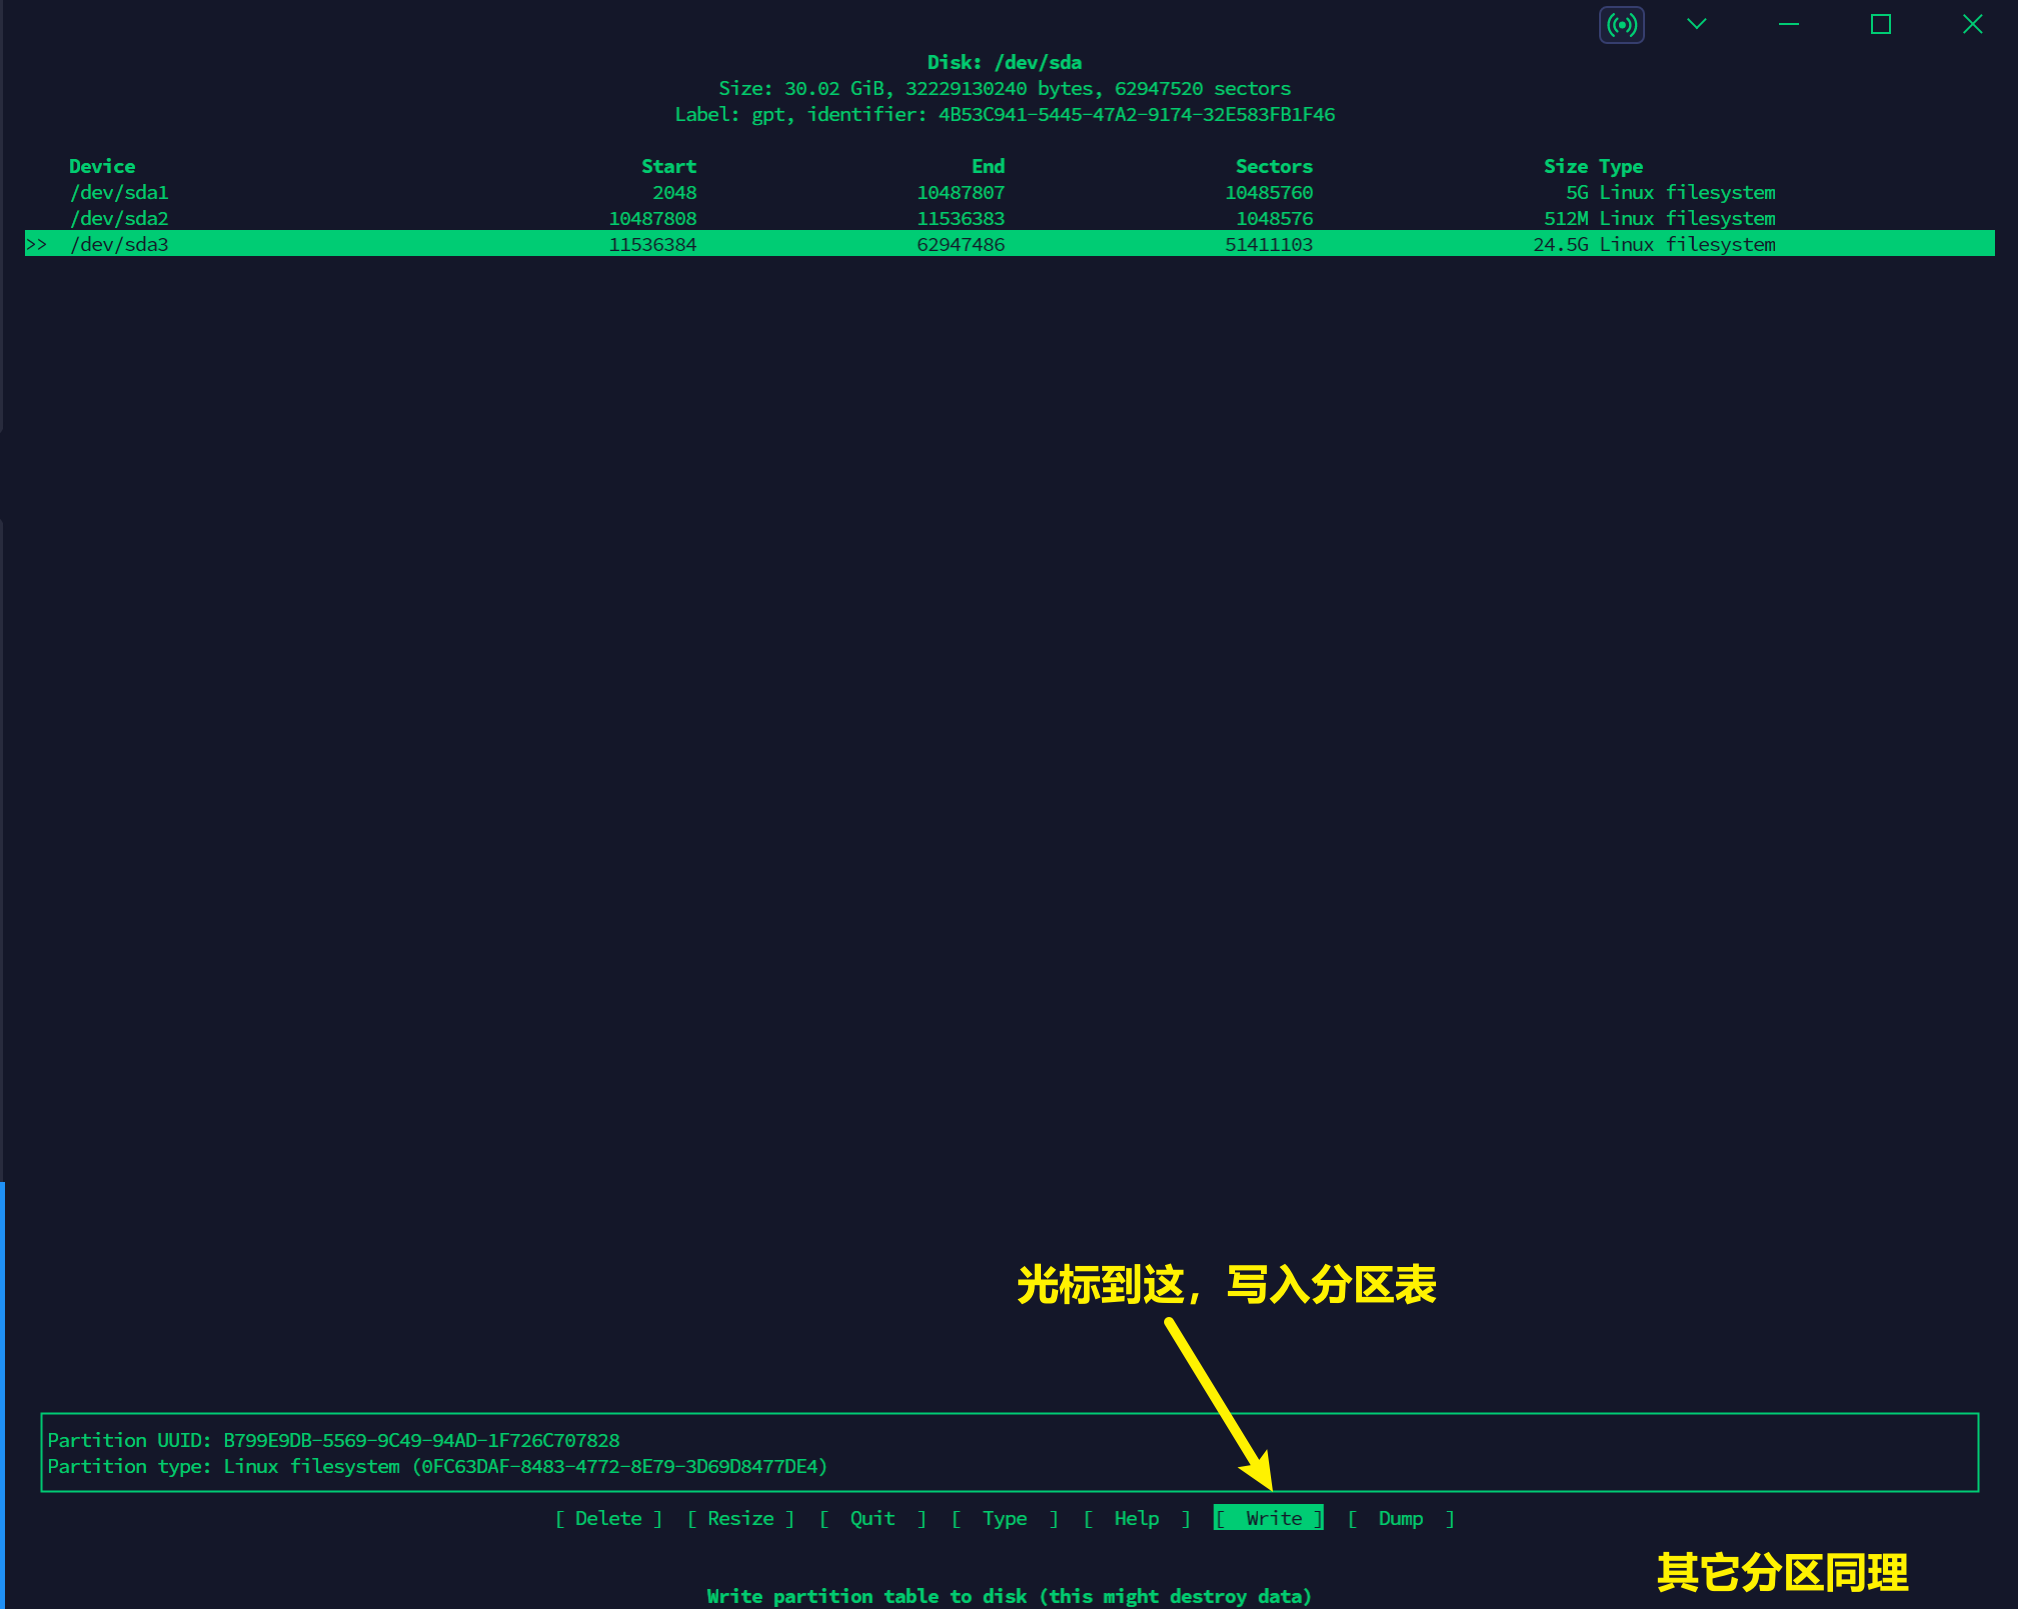 Disk: /dev/sda
Size: 30.02 GiB, 32229130240 bytes, 62947520 sectors
Label: gpt, identifier: 4B53C941-5445-47A2-9174-32E583FB1F46
Device Start End Sectors Size Type
/dev/sda1 2048 10487807 10485760 5G Linux filesystem
/dev/sda2 10487808 11536383 1048576 512M Linux filesystem
>> /dev/sda3 11536384 62947486 51411103 24.5G Linux filesystem
光标到这，写入分区表
Partition UUID: B799E9DB-5569-9C49-94AD-1F726C707828
Partition type: Linux filesystem (0FC63DAF-8483-4772-8E79-3D69D8477DE4)
[ Delete ] [ Resize ] [ Quit ] [ Type ] [ Help ] [ Write ] [ Dump ]
其它分区同理
Write partition table to disk (this might destroy data)